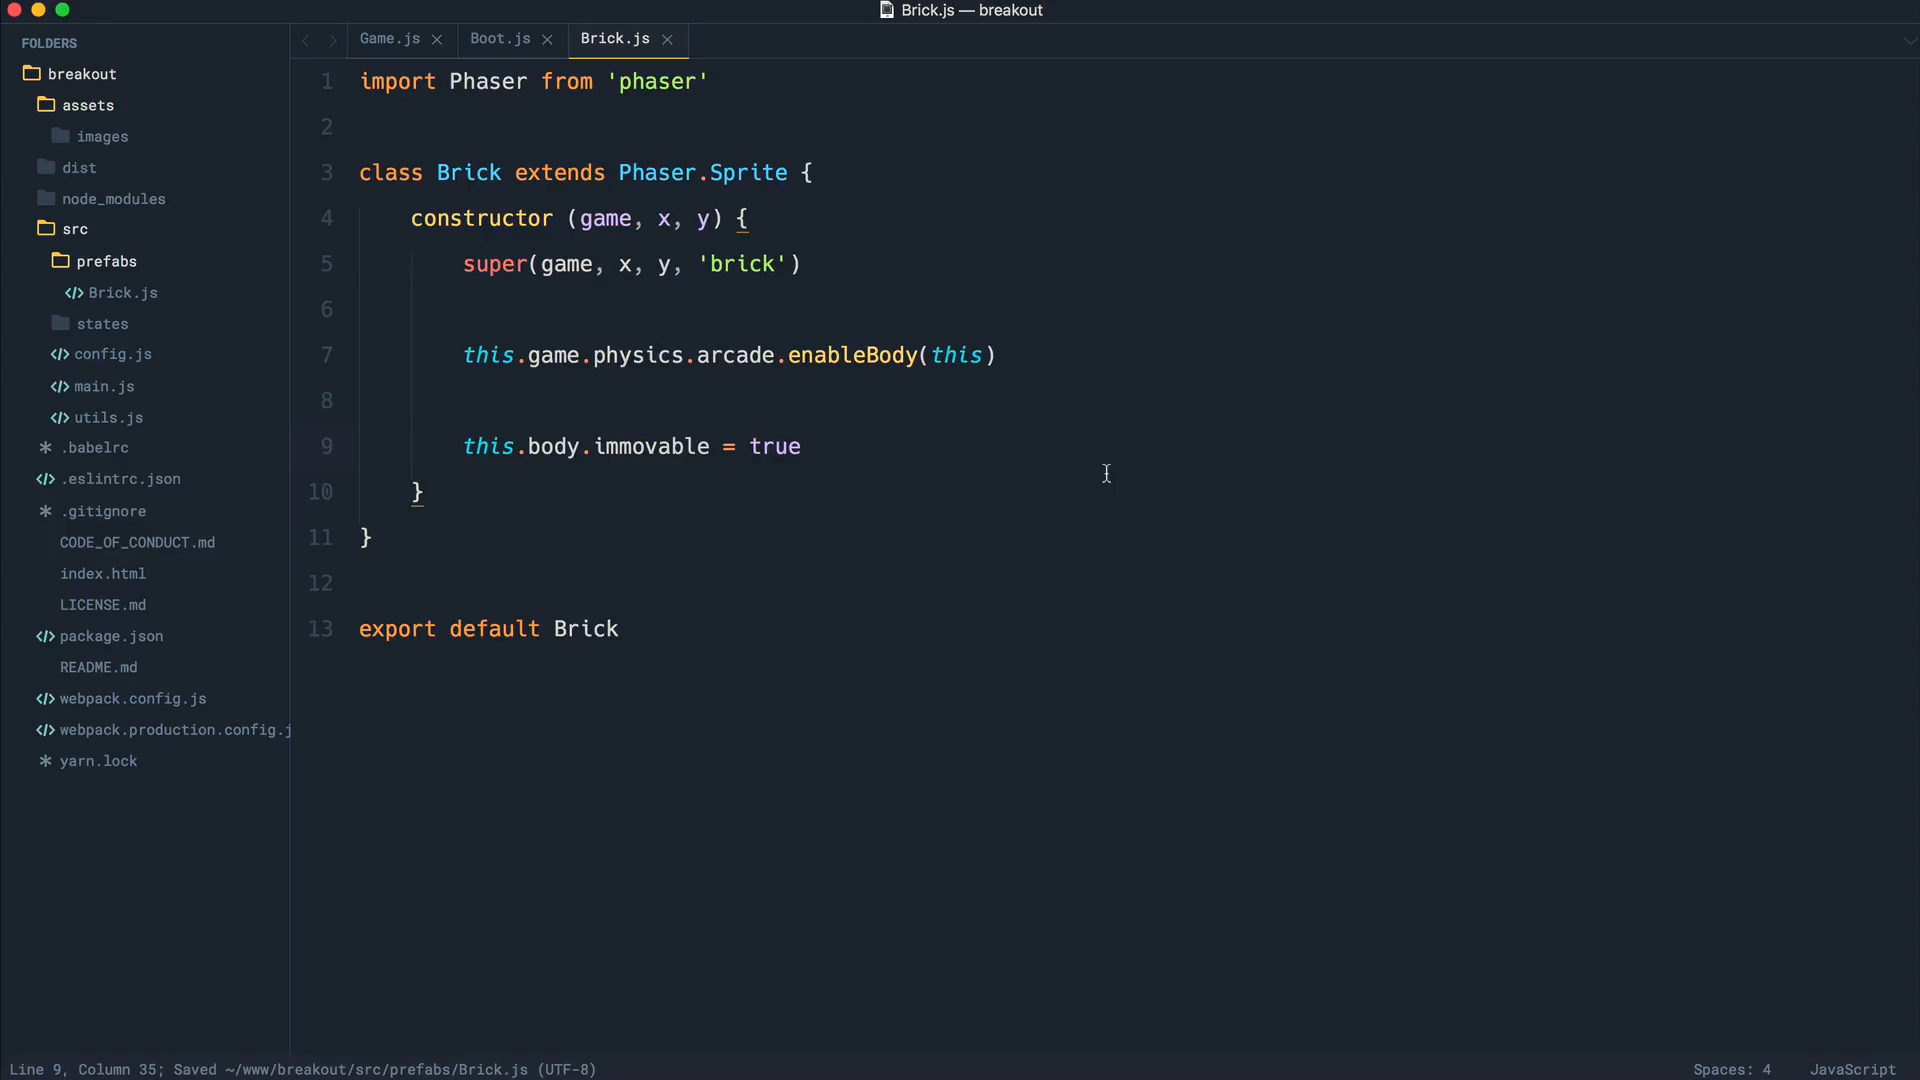 Brick.js — breakout
FOLDERS
breakout
assets
images
dist
node_modules
src
prefabs
Brick.js
states
config.js
main.js
utils.js
.babelrc
.eslintrc.json
.gitignore
CODE_OF_CONDUCT.md
index.html
LICENSE.md
package.json
README.md
webpack.config.js
webpack.production.config.j
yarn.lock
Game.js Boot.js Brick.js
1 import Phaser from 'phaser'
2
3 class Brick extends Phaser.Sprite {
4 constructor (game, x, y) {
5 super(game, x, y, 'brick')
6
7 this.game.physics.arcade.enableBody(this)
8
9 this.body.immovable = true
10 }
11 }
12
13 export default Brick
Line 9, Column 35; Saved ~/www/breakout/src/prefabs/Brick.js (UTF-8) Spaces: 4 JavaScript